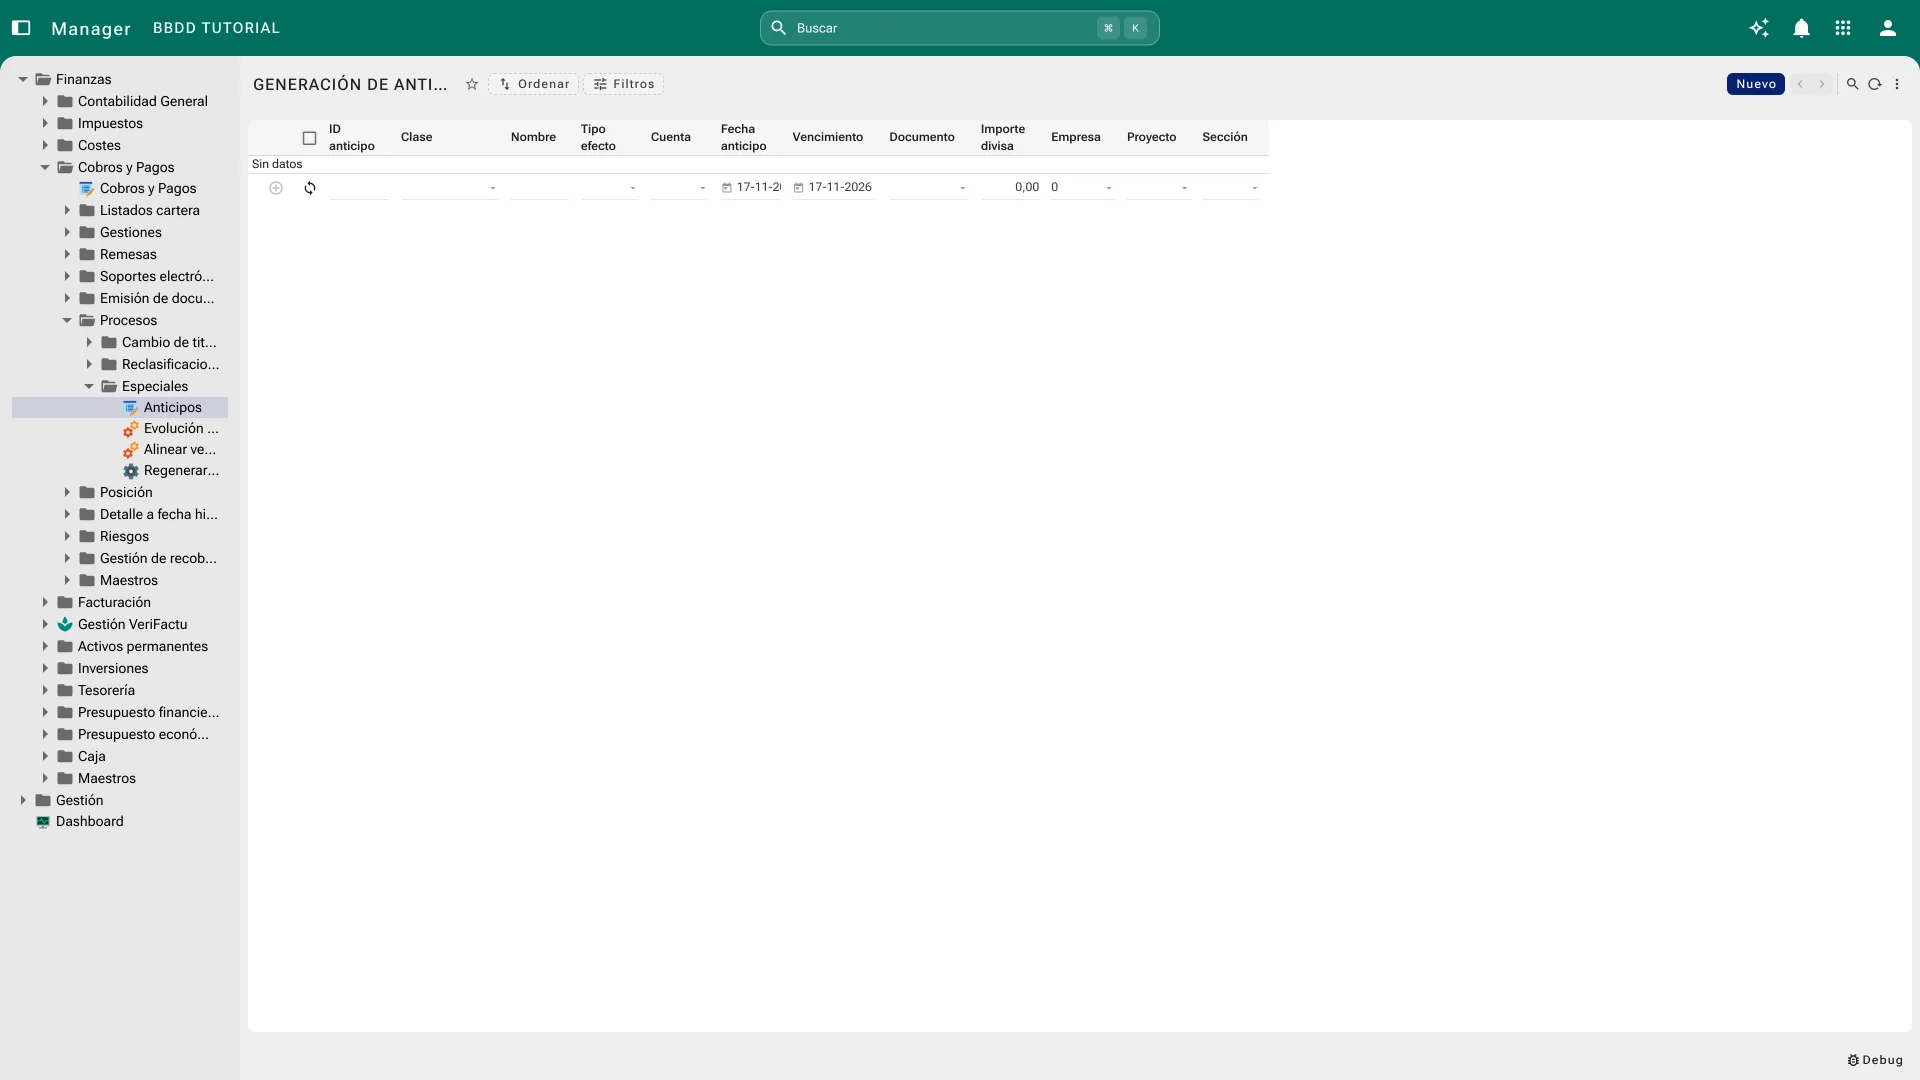 Manager BBDD TUTORIAL
Buscar ⌘ K
Finanzas
Contabilidad General
Impuestos
Costes
Cobros y Pagos
Cobros y Pagos
Listados cartera
Gestiones
Remesas
Soportes electró...
Emisión de docu...
Procesos
Cambio de tit...
Reclasificacio...
Especiales
Anticipos
Evolución ...
Alinear ve...
Regenerar...
Posición
Detalle a fecha hi...
Riesgos
Gestión de recob...
Maestros
Facturación
Gestión VeriFactu
Activos permanentes
Inversiones
Tesorería
Presupuesto financie...
Presupuesto econó...
Caja
Maestros
Gestión
Dashboard
GENERACIÓN DE ANTI... Ordenar Filtros
Nuevo
ID anticipo Clase Nombre Tipo efecto Cuenta Fecha anticipo Vencimiento Documento Importe divisa Empresa Proyecto Sección
Sin datos
17-11-20 17-11-2026 0,00 0
Debug